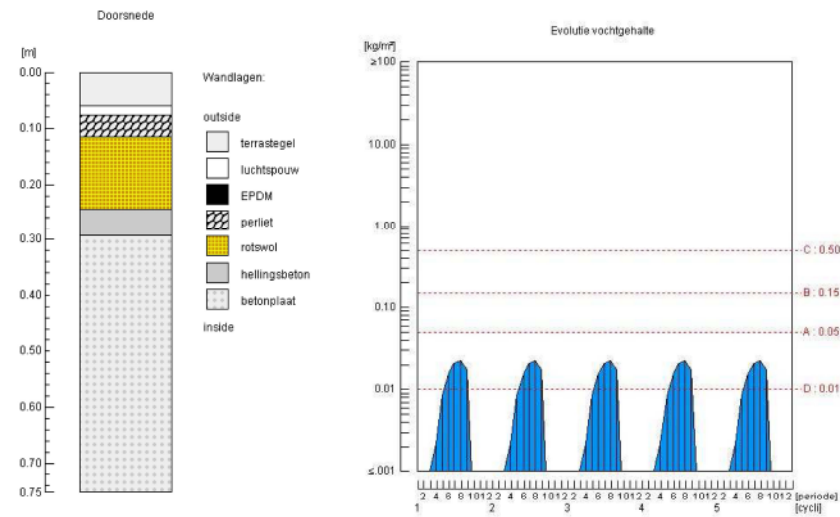 Doorsnede
[m]
0.00
0.10
0.20
0.30
0.40
0.50
0.60
0.70
0.75
Wandlagen:
outside
terrastegel
luchtspouw
EPDM
perliet
rotswol
hellingsbeton
betonplaat
inside
Evolutie vochtgehalte
[kg/m²]
≥100
10.00
1.00
0.10
0.01
≤.001
C : 0.50
B : 0.15
A : 0.05
D : 0.01
2 4 6 8 10 12 2 4 6 8 10 12 2 4 6 8 10 12 2 4 6 8 10 12 2 4 6 8 10 12 [periode]
1 2 3 4 5 [cycli]